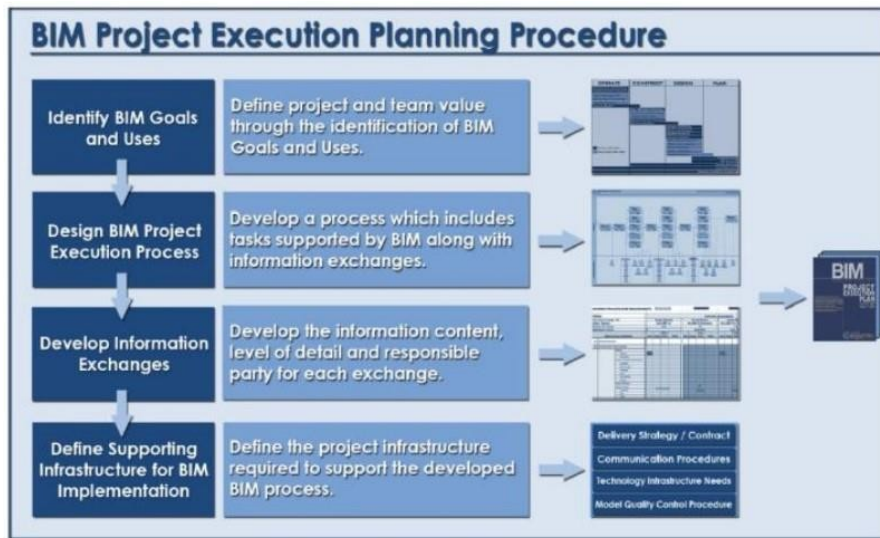 BIM Project Execution Planning Procedure
Identify BIM Goals
and Uses
Define project and team value
through the identification of BIM
Goals and Uses.
OPERATE CONSTRUCT DESIGN PLAN
Design BIM Project
Execution Process
Develop a process which includes
tasks supported by BIM along with
information exchanges.
BIM
PROJECT
EXECUTION
PLAN
Develop Information
Exchanges
Develop the information content,
level of detail and responsible
party for each exchange.
Define Supporting
Infrastructure for BIM
Implementation
Define the project infrastructure
required to support the developed
BIM process.
Delivery Strategy / Contract
Communication Procedures
Technology Infrastructure Needs
Model Quality Control Procedure